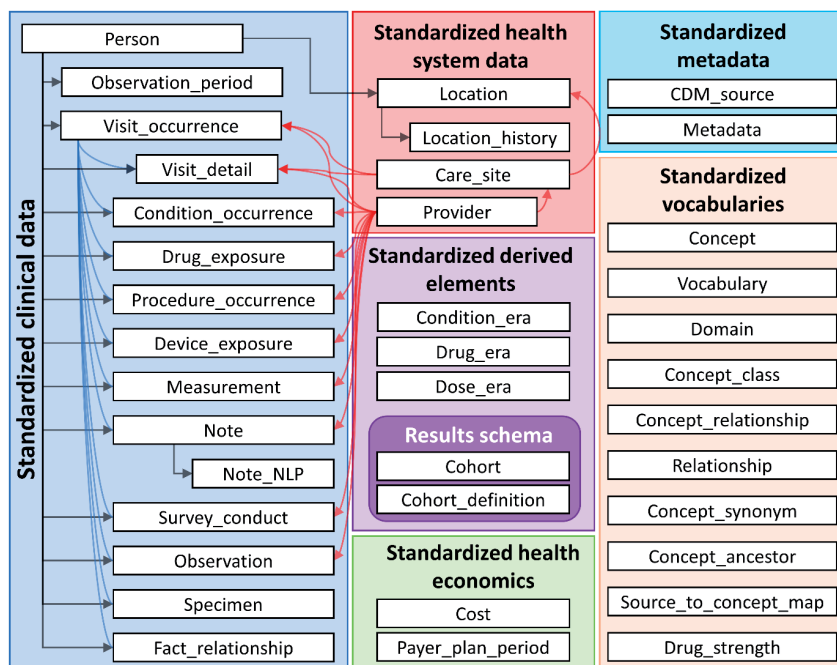 Standardized clinical data
Person
Observation_period
Visit_occurrence
Visit_detail
Condition_occurrence
Drug_exposure
Procedure_occurrence
Device_exposure
Measurement
Note
Note_NLP
Survey_conduct
Observation
Specimen
Fact_relationship
Standardized health
system data
Location
Location_history
Care_site
Provider
Standardized derived
elements
Condition_era
Drug_era
Dose_era
Results schema
Cohort
Cohort_definition
Standardized health
economics
Cost
Payer_plan_period
Standardized
metadata
CDM_source
Metadata
Standardized
vocabularies
Concept
Vocabulary
Domain
Concept_class
Concept_relationship
Relationship
Concept_synonym
Concept_ancestor
Source_to_concept_map
Drug_strength